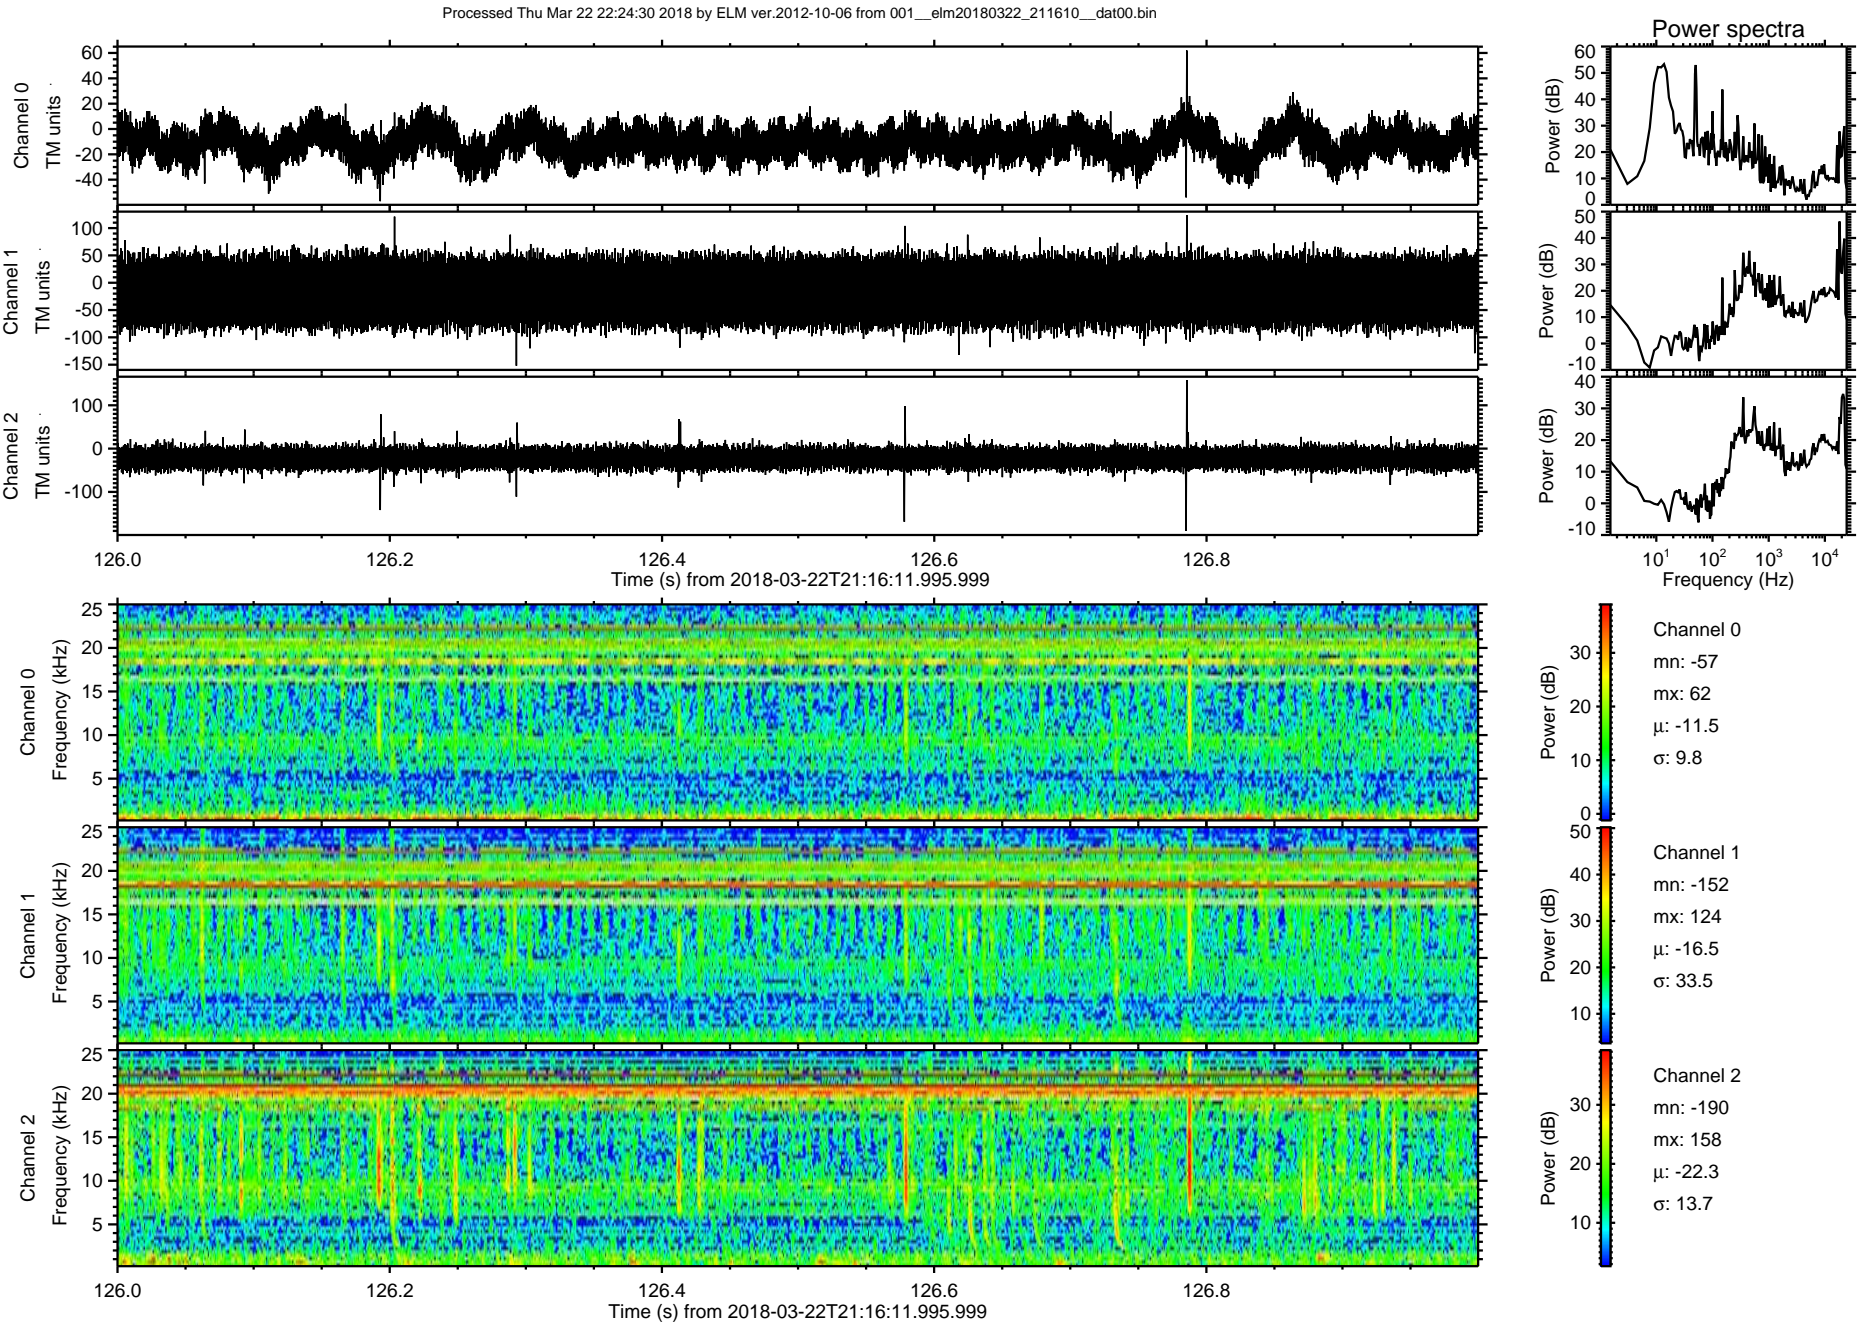 Processed Thu Mar 22 22:24:30 2018 by ELM ver.2012-10-06 from 001__elm20180322_211610__dat00.bin
Power spectra
Channel 0
TM units
60
40
20
0
-20
-40
Power (dB)
60
50
40
30
20
10
0
Channel 1
TM units
100
50
0
-50
-100
-150
Power (dB)
50
40
30
20
10
0
-10
Channel 2
TM units
100
0
-100
Power (dB)
40
30
20
10
0
-10
126.0 126.2 126.4 126.6 126.8
Time (s) from 2018-03-22T21:16:11.995.999
10¹ 10² 10³ 10⁴
Frequency (Hz)
Channel 0
Frequency (kHz)
25
20
15
10
5
Power (dB)
30
20
10
0
Channel 0
mn: -57
mx: 62
μ: -11.5
σ: 9.8
Channel 1
Frequency (kHz)
25
20
15
10
5
Power (dB)
50
40
30
20
10
Channel 1
mn: -152
mx: 124
μ: -16.5
σ: 33.5
Channel 2
Frequency (kHz)
25
20
15
10
5
Power (dB)
30
20
10
Channel 2
mn: -190
mx: 158
μ: -22.3
σ: 13.7
126.0 126.2 126.4 126.6 126.8
Time (s) from 2018-03-22T21:16:11.995.999